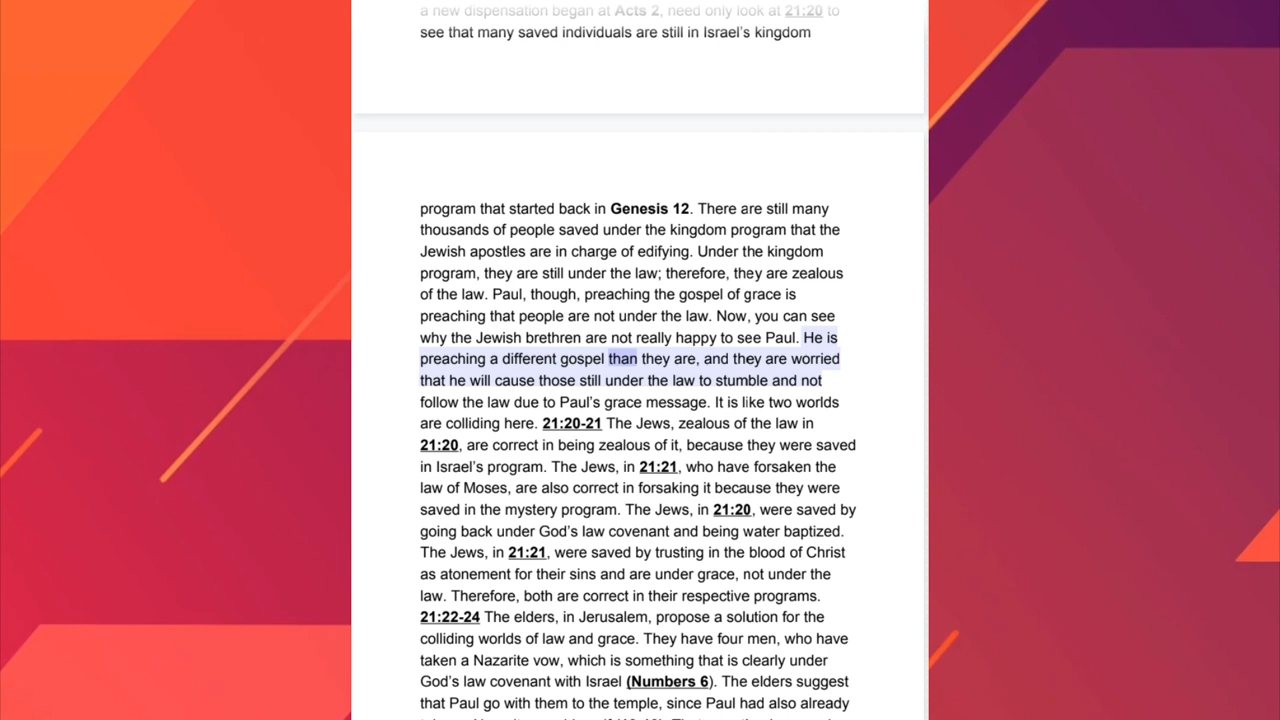 a new dispensation began at Acts 2, need only look at 21:20 to
see that many saved individuals are still in Israel's kingdom
program that started back in Genesis 12. There are still many
thousands of people saved under the kingdom program that the
Jewish apostles are in charge of edifying. Under the kingdom
program, they are still under the law; therefore, they are zealous
of the law. Paul, though, preaching the gospel of grace is
preaching that people are not under the law. Now, you can see
why the Jewish brethren are not really happy to see Paul. He is
preaching a different gospel than they are, and they are worried
that he will cause those still under the law to stumble and not
follow the law due to Paul's grace message. It is like two worlds
are colliding here. 21:20-21 The Jews, zealous of the law in
21:20, are correct in being zealous of it, because they were saved
in Israel's program. The Jews, in 21:21, who have forsaken the
law of Moses, are also correct in forsaking it because they were
saved in the mystery program. The Jews, in 21:20, were saved by
going back under God's law covenant and being water baptized.
The Jews, in 21:21, were saved by trusting in the blood of Christ
as atonement for their sins and are under grace, not under the
law. Therefore, both are correct in their respective programs.
21:22-24 The elders, in Jerusalem, propose a solution for the
colliding worlds of law and grace. They have four men, who have
taken a Nazarite vow, which is something that is clearly under
God's law covenant with Israel (Numbers 6). The elders suggest
that Paul go with them to the temple, since Paul had also already